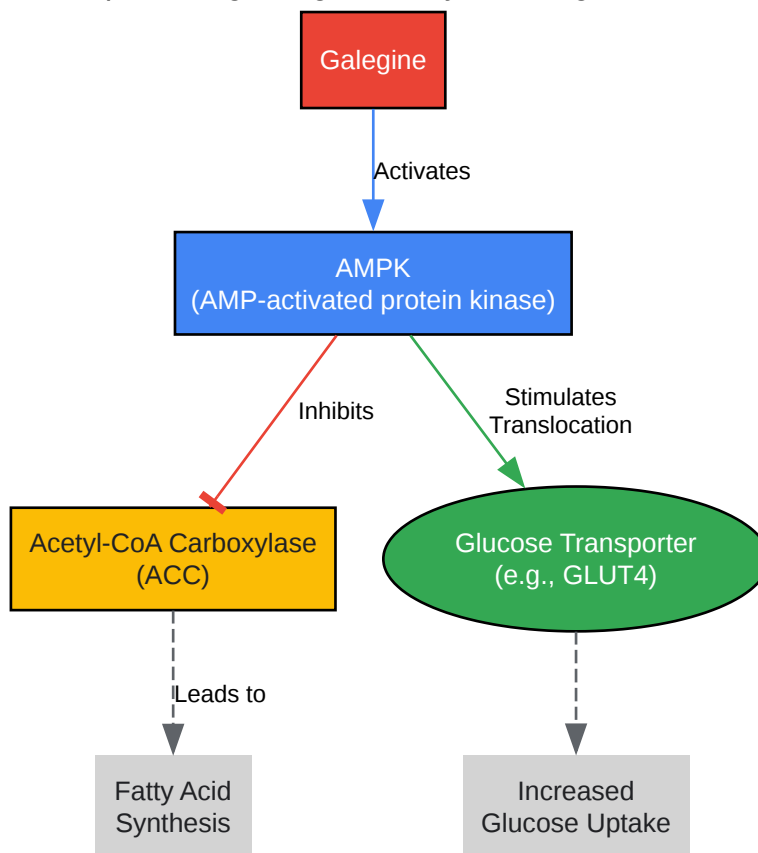 Galegine
Activates
AMPK
(AMP-activated protein kinase)
Inhibits
Stimulates
Translocation
Acetyl-CoA Carboxylase
(ACC)
Glucose Transporter
(e.g., GLUT4)
Leads to
Fatty Acid
Synthesis
Increased
Glucose Uptake